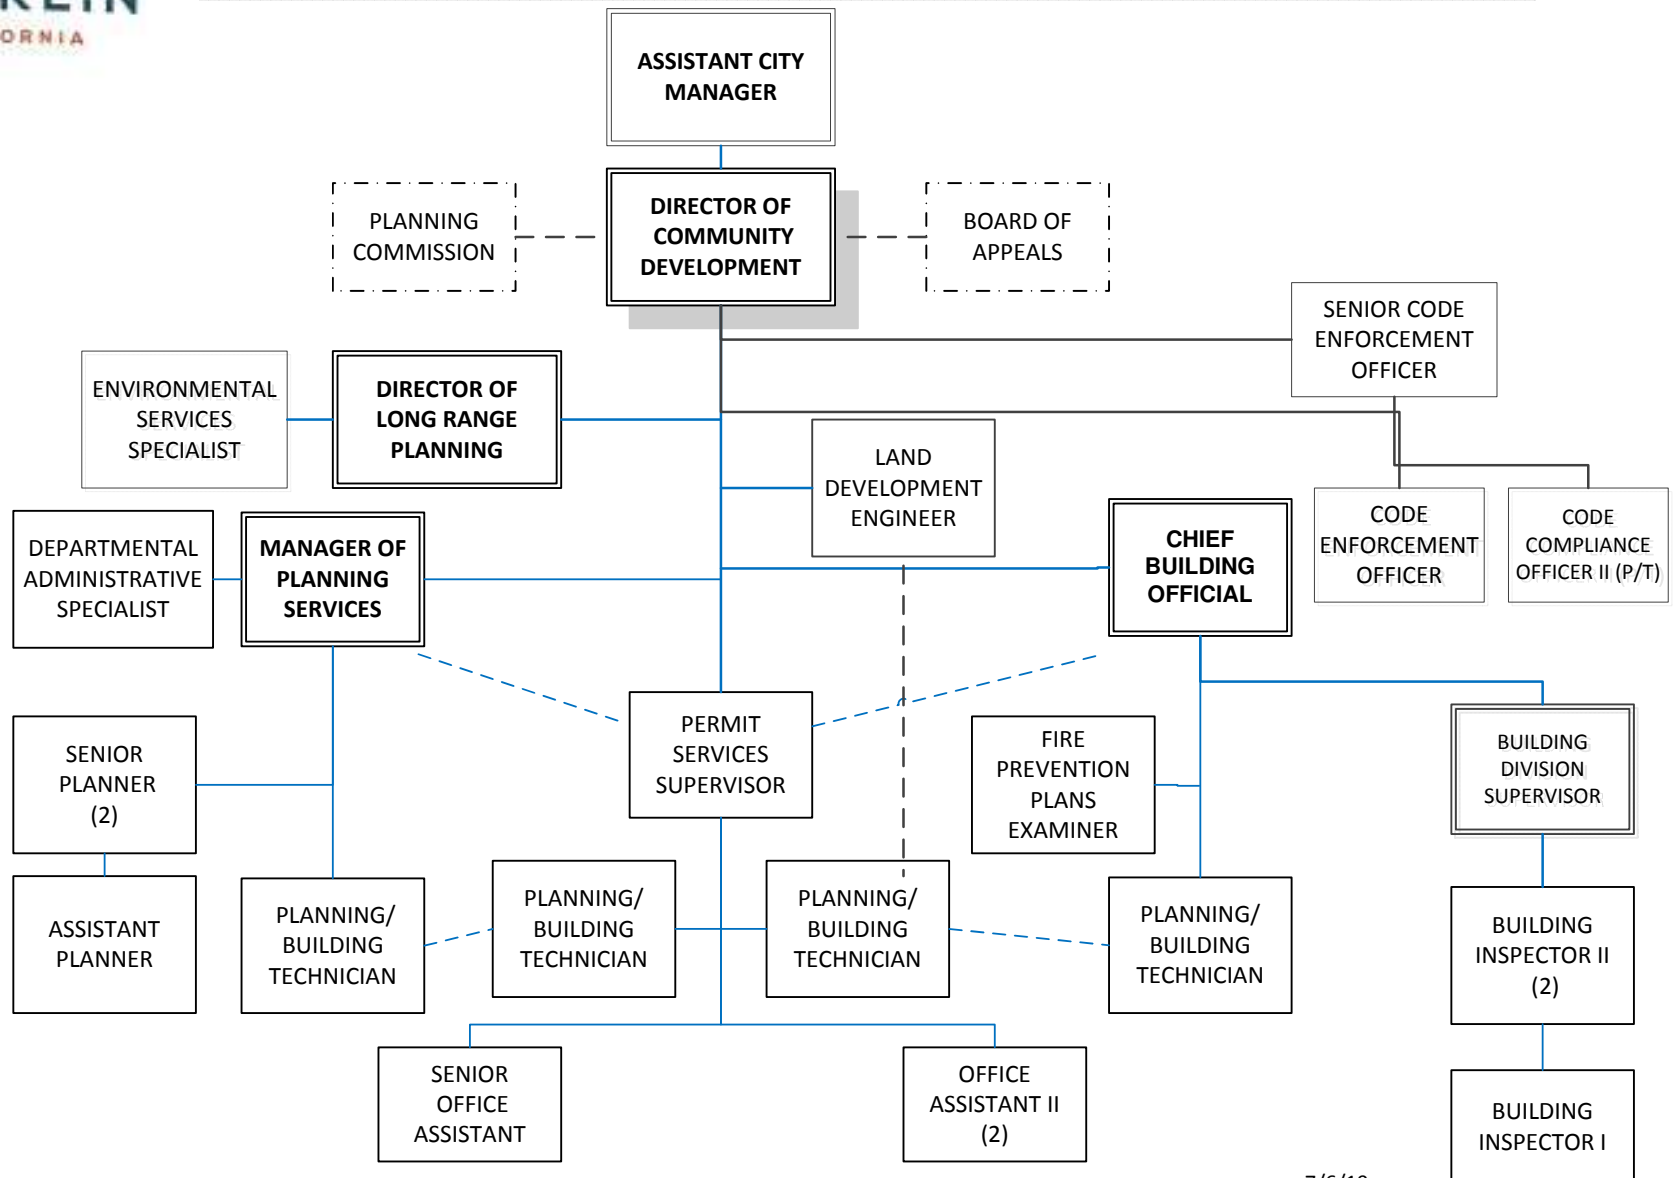 ORNIA
ASSISTANT CITY
MANAGER
PLANNING
COMMISSION
DIRECTOR OF
COMMUNITY
DEVELOPMENT
BOARD OF
APPEALS
SENIOR CODE
ENFORCEMENT
OFFICER
ENVIRONMENTAL
SERVICES
SPECIALIST
DIRECTOR OF
LONG RANGE
PLANNING
LAND
DEVELOPMENT
ENGINEER
DEPARTMENTAL
ADMINISTRATIVE
SPECIALIST
MANAGER OF
PLANNING
SERVICES
CHIEF
BUILDING
OFFICIAL
CODE
ENFORCEMENT
OFFICER
CODE
COMPLIANCE
OFFICER II (P/T)
SENIOR
PLANNER
(2)
PERMIT
SERVICES
SUPERVISOR
FIRE
PREVENTION
PLANS
EXAMINER
BUILDING
DIVISION
SUPERVISOR
ASSISTANT
PLANNER
PLANNING/
BUILDING
TECHNICIAN
PLANNING/
BUILDING
TECHNICIAN
PLANNING/
BUILDING
TECHNICIAN
PLANNING/
BUILDING
TECHNICIAN
BUILDING
INSPECTOR II
(2)
SENIOR
OFFICE
ASSISTANT
OFFICE
ASSISTANT II
(2)
BUILDING
INSPECTOR I